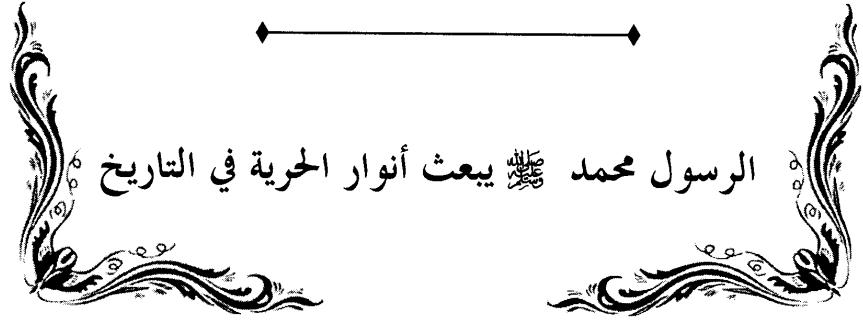 الرسول محمد ﷺ يبعث أنوار الحرية في التاريخ